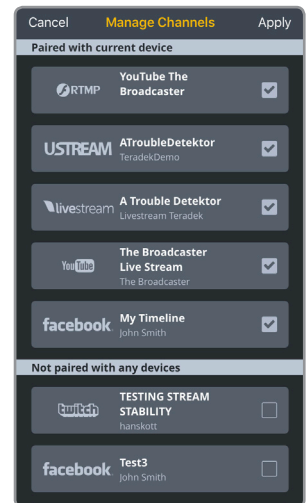 Cancel Manage Channels Apply
Paired with current device
RTMP YouTube The
Broadcaster
USTREAM ATroubleDetektor
TeradekDemo
livestream A Trouble Detektor
Livestream Teradek
YouTube The Broadcaster
Live Stream
The Broadcaster
facebook My Timeline
John Smith
Not paired with any devices
twitch TESTING STREAM
STABILITY
hanskott
facebook Test3
John Smith